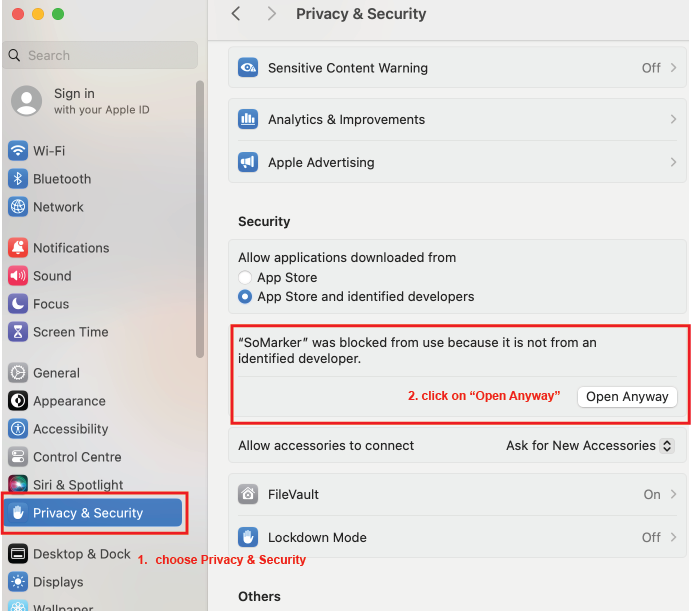 Privacy & Security
Search
Sign in
with your Apple ID
Wi-Fi
Bluetooth
Network
Notifications
Sound
Focus
Screen Time
General
Appearance
Accessibility
Control Centre
Siri & Spotlight
Privacy & Security
Desktop & Dock
Displays
Wallpaper
1. choose Privacy & Security
Sensitive Content Warning Off
Analytics & Improvements
Apple Advertising
Security
Allow applications downloaded from
App Store
App Store and identified developers
“SoMarker” was blocked from use because it is not from an
identified developer.
2. click on “Open Anyway” Open Anyway
Allow accessories to connect Ask for New Accessories
FileVault On
Lockdown Mode Off
Others